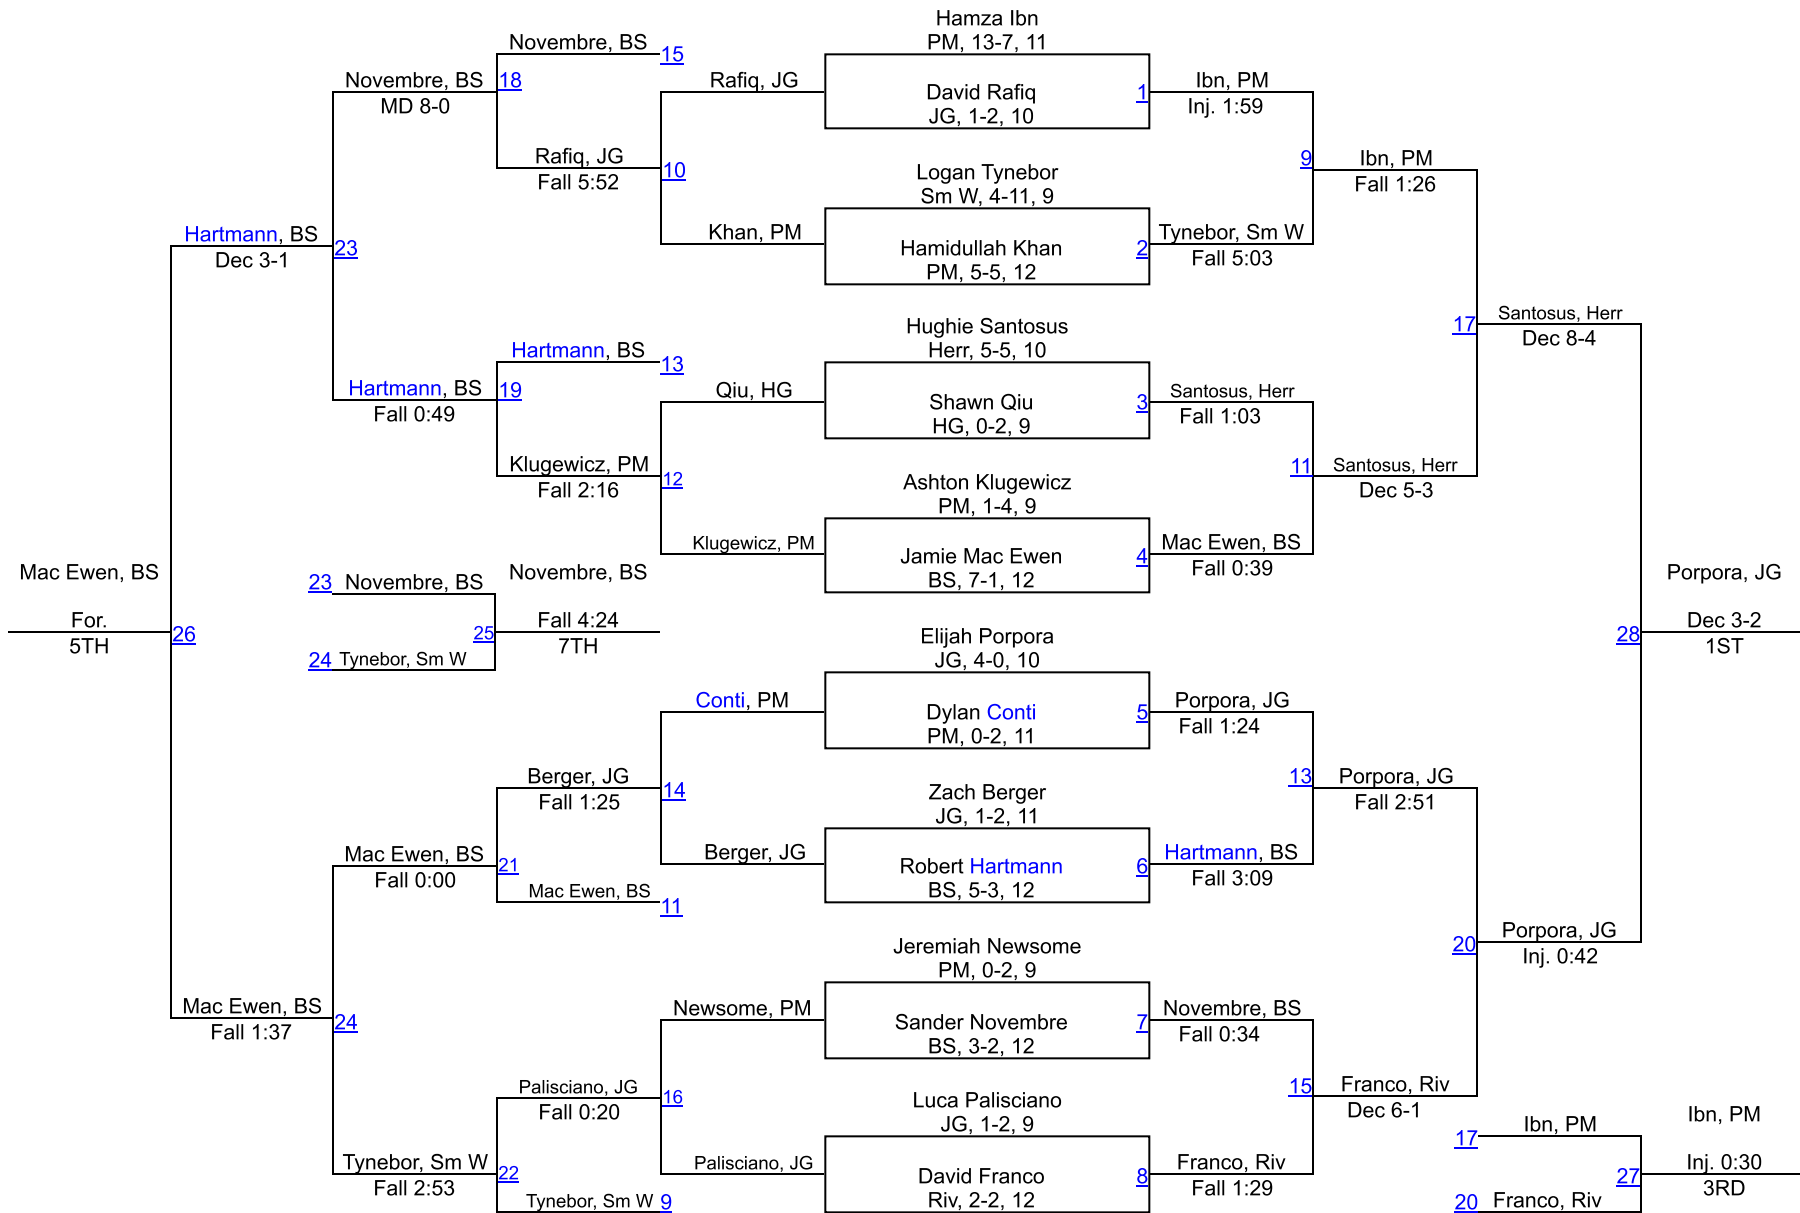 Hamza Ibn
PM, 13-7, 11
Novembre, BS
15
Novembre, BS
18
MD 8-0
Rafiq, JG
David Rafiq
JG, 1-2, 10
1
Ibn, PM
Inj. 1:59
Rafiq, JG
Fall 5:52
10
Logan Tynebor
Sm W, 4-11, 9
9
Ibn, PM
Fall 1:26
Khan, PM
Hamidullah Khan
PM, 5-5, 12
2
Tynebor, Sm W
Fall 5:03
Hartmann, BS
Dec 3-1
23
Hughie Santosus
Herr, 5-5, 10
17
Santosus, Herr
Dec 8-4
Hartmann, BS
13
Hartmann, BS
19
Fall 0:49
Qiu, HG
Shawn Qiu
HG, 0-2, 9
3
Santosus, Herr
Fall 1:03
Klugewicz, PM
Fall 2:16
12
Ashton Klugewicz
PM, 1-4, 9
11
Santosus, Herr
Dec 5-3
Klugewicz, PM
Jamie Mac Ewen
BS, 7-1, 12
4
Mac Ewen, BS
Fall 0:39
Mac Ewen, BS
For.
5TH
26
23
Novembre, BS
24
Tynebor, Sm W
25
Novembre, BS
Fall 4:24
7TH
Elijah Porpora
JG, 4-0, 10
28
Porpora, JG
Dec 3-2
1ST
Conti, PM
Dylan Conti
PM, 0-2, 11
5
Porpora, JG
Fall 1:24
Berger, JG
Fall 1:25
14
Zach Berger
JG, 1-2, 11
13
Porpora, JG
Fall 2:51
Mac Ewen, BS
Fall 0:00
21
Berger, JG
Robert Hartmann
BS, 5-3, 12
6
Hartmann, BS
Fall 3:09
Mac Ewen, BS
11
Jeremiah Newsome
PM, 0-2, 9
20
Porpora, JG
Inj. 0:42
Mac Ewen, BS
Fall 1:37
24
Newsome, PM
Sander Novembre
BS, 3-2, 12
7
Novembre, BS
Fall 0:34
Palisciano, JG
Fall 0:20
16
Luca Palisciano
JG, 1-2, 9
15
Franco, Riv
Dec 6-1
Tynebor, Sm W
Fall 2:53
22
Palisciano, JG
David Franco
Riv, 2-2, 12
8
Franco, Riv
Fall 1:29
Tynebor, Sm W
9
17
Ibn, PM
20
Franco, Riv
27
Ibn, PM
Inj. 0:30
3RD